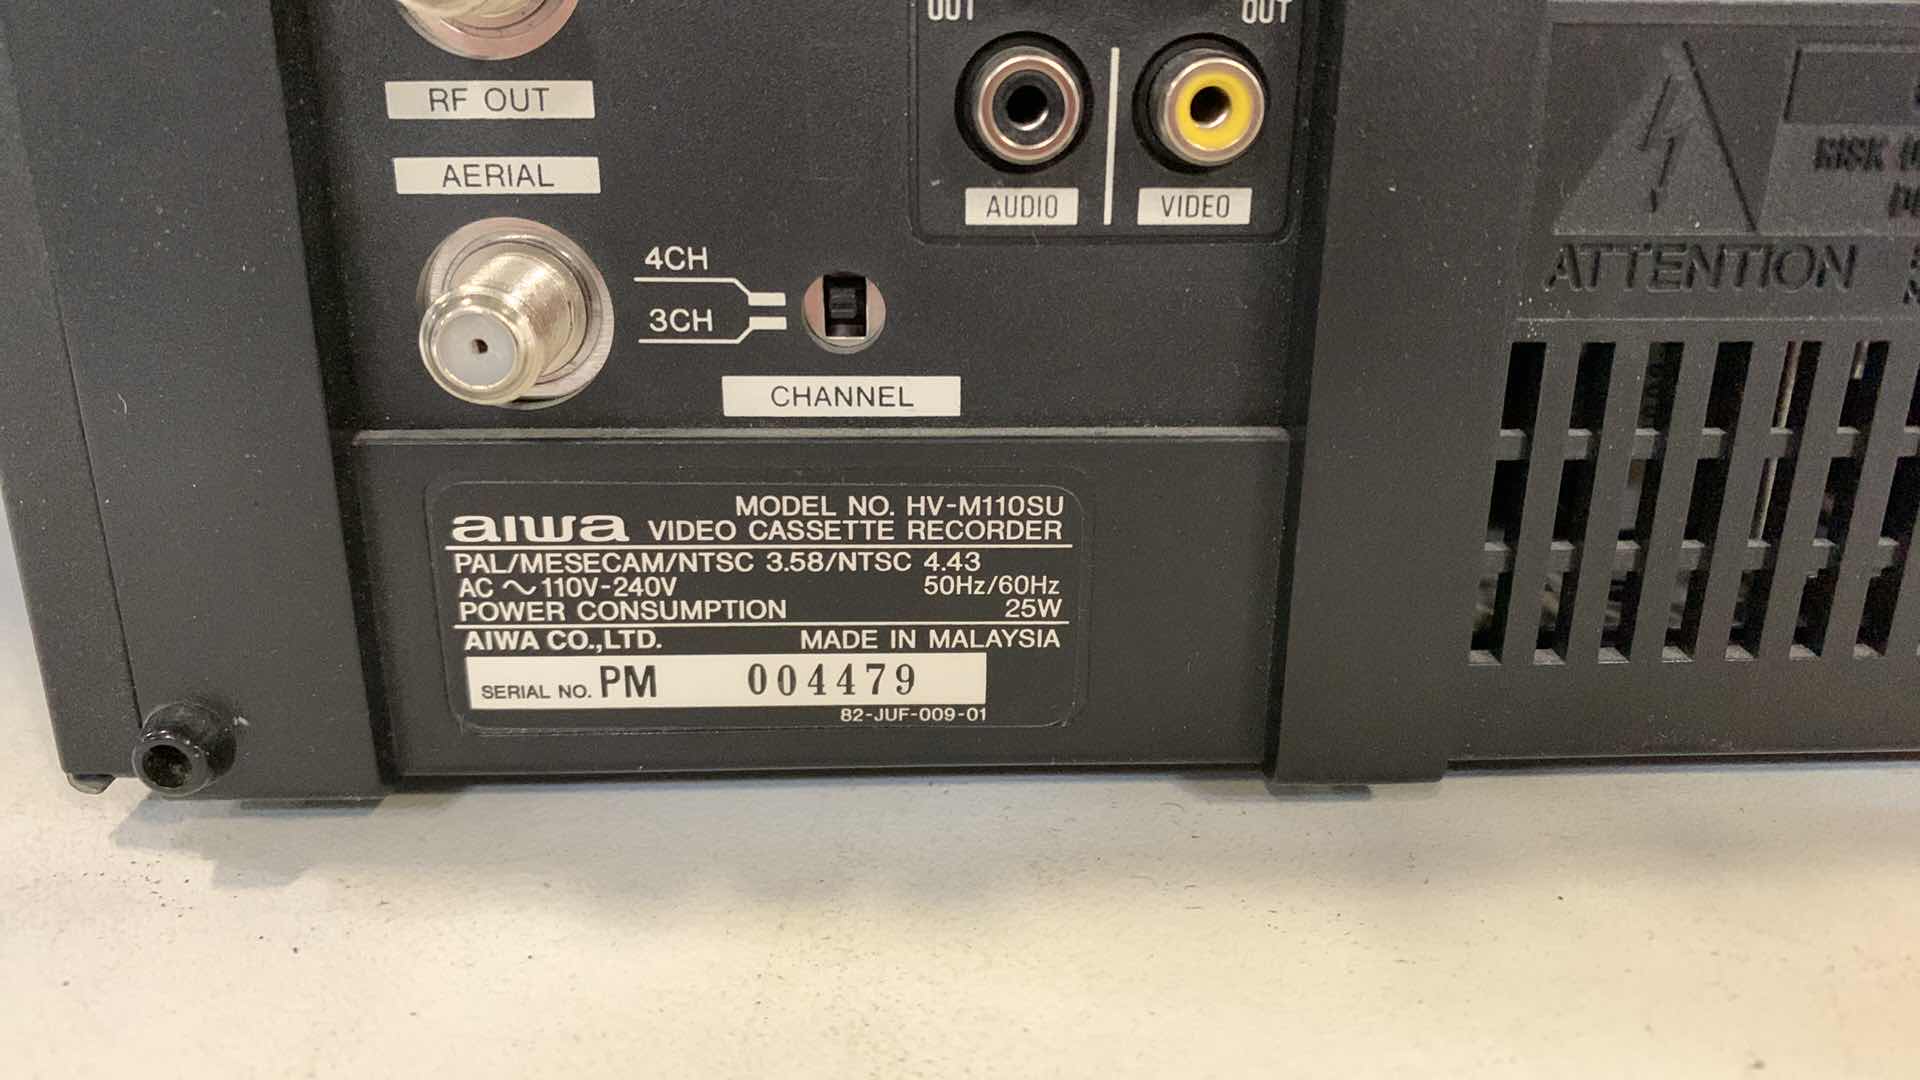 OUT OUT
RF OUT
AERIAL
AUDIO VIDEO
4CH
3CH
CHANNEL
RISK
ATTENTION
MODEL NO. HV-M110SU
aiwa VIDEO CASSETTE RECORDER
PAL/MESECAM/NTSC 3.58/NTSC 4.43
AC ～110V-240V 50Hz/60Hz
POWER CONSUMPTION 25W
AIWA CO.,LTD. MADE IN MALAYSIA
SERIAL NO. PM 004479
82-JUF-009-01